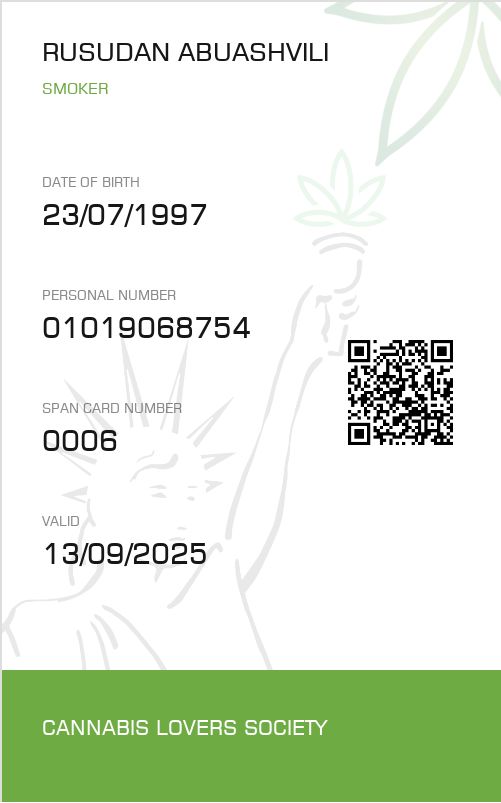 RUSUDAN ABUASHVILI
SMOKER
DATE OF BIRTH
23/07/1997
PERSONAL NUMBER
01019068754
SPAN CARD NUMBER
0006
VALID
13/09/2025
CANNABIS LOVERS SOCIETY